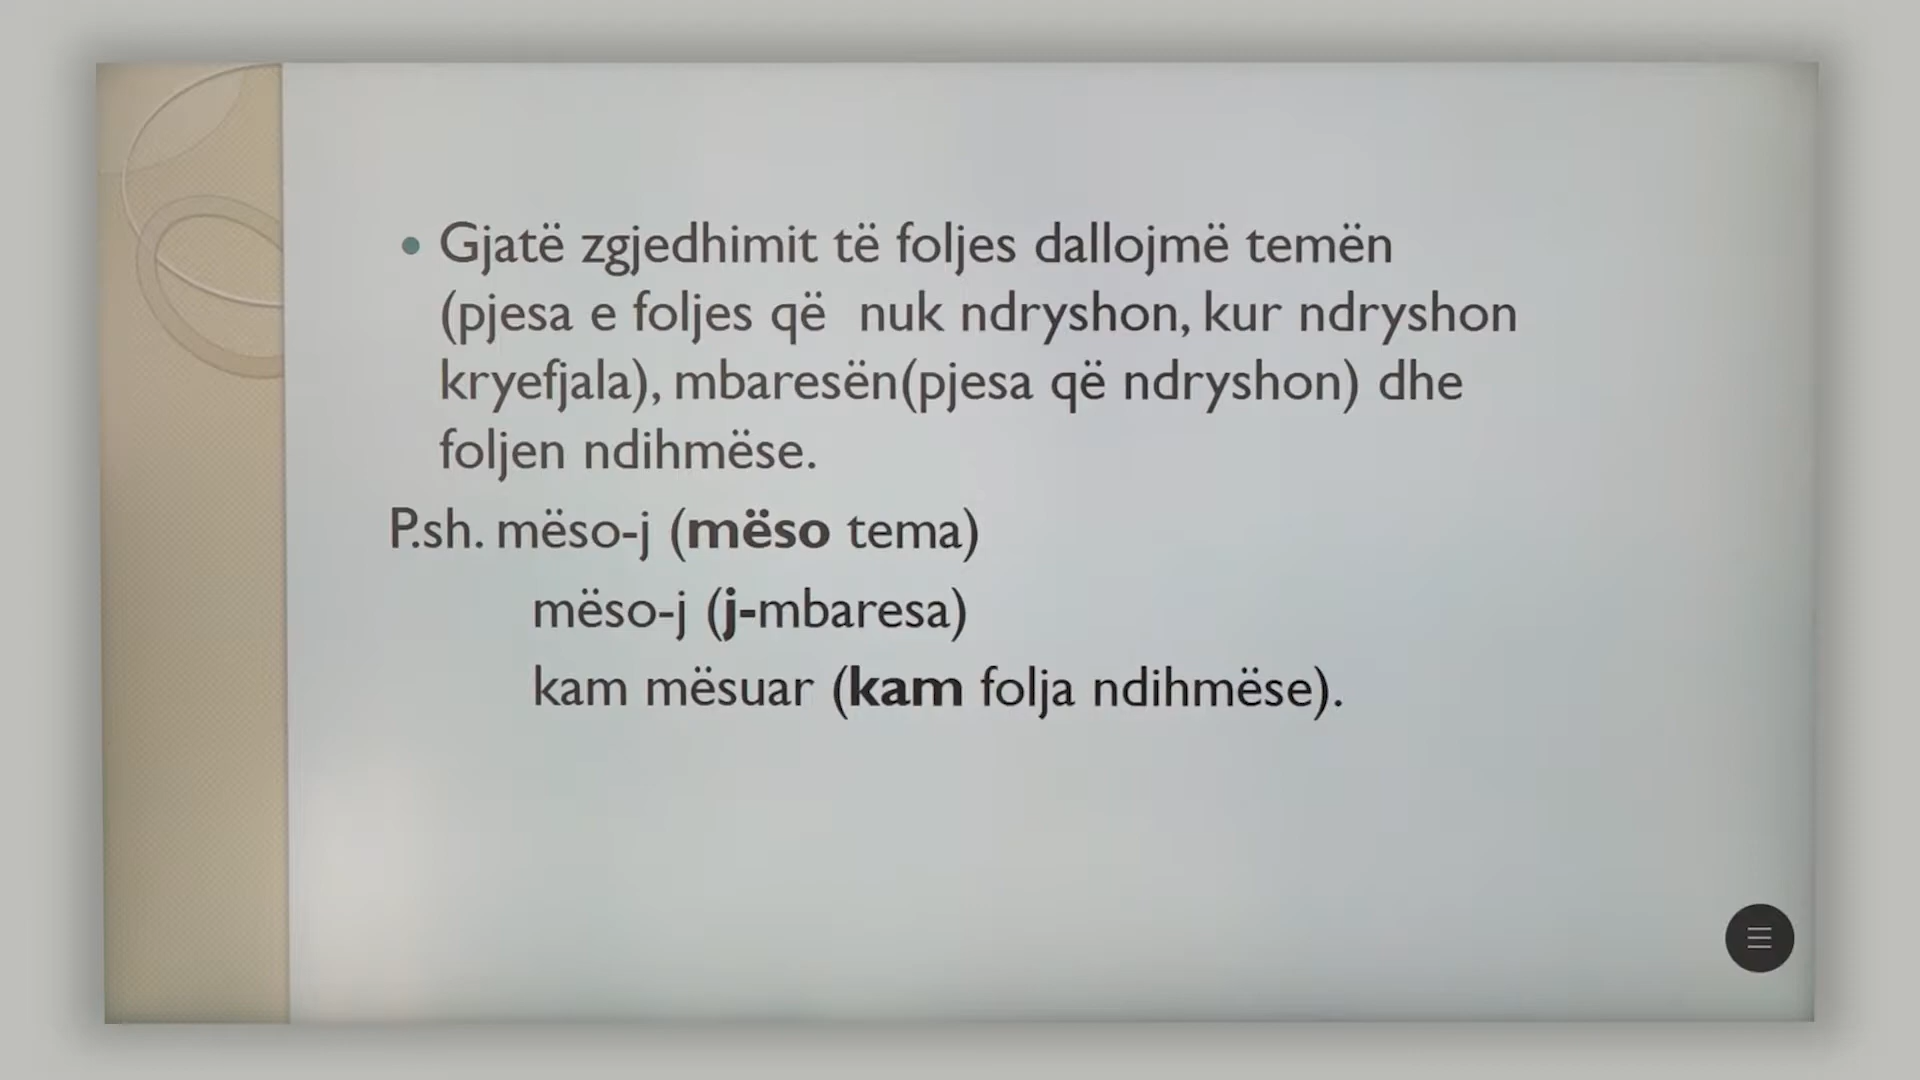 • Gjatë zgjedhimit të foljes dallojmë temën
(pjesa e foljes që  nuk ndryshon, kur ndryshon
kryefjala), mbaresën(pjesa që ndryshon) dhe
foljen ndihmëse.
P.sh. mëso-j (mëso tema)
mëso-j (j-mbaresa)
kam mësuar (kam folja ndihmëse).